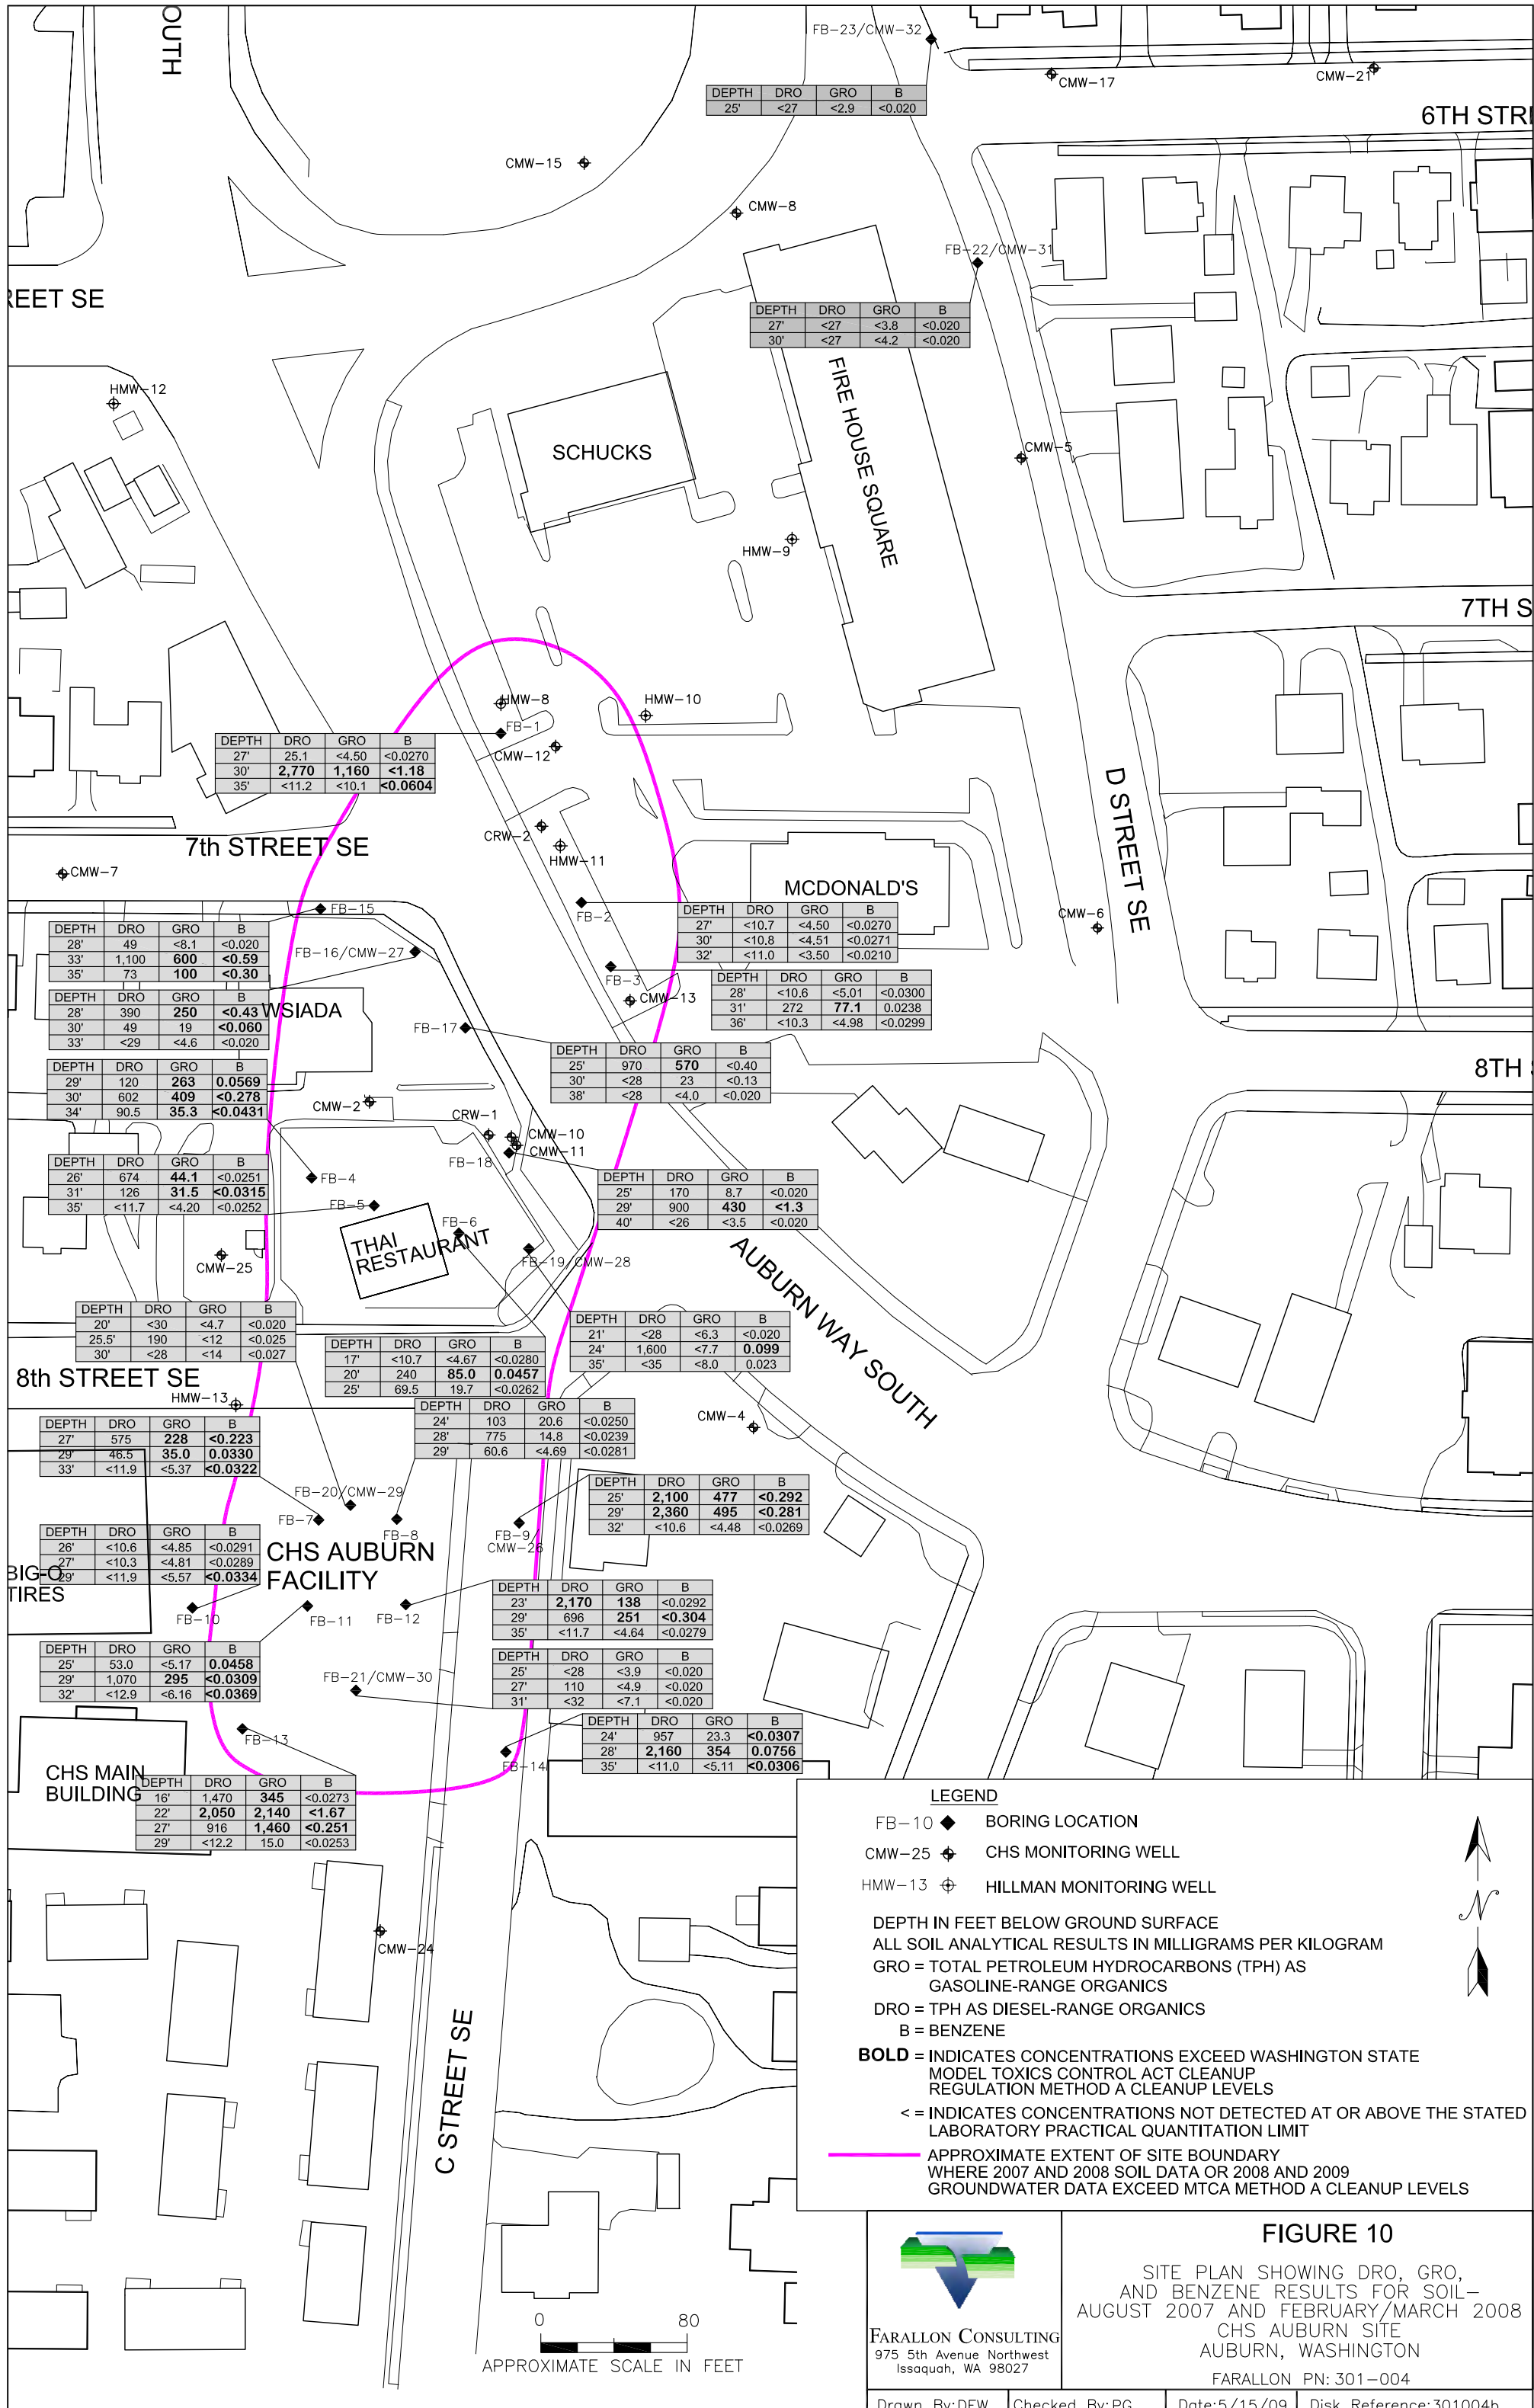 OUTH
FB-23/CMW-32
CMW-17
CMW-21
DEPTH DRO GRO B
25' <27 <2.9 <0.020
6TH STRE
CMW-15
CMW-8
FB-22/CMW-31
REET SE
DEPTH DRO GRO B
27' <27 <3.8 <0.020
30' <27 <4.2 <0.020
HMW-12
SCHUCKS
FIRE HOUSE SQUARE
CMW-5
HMW-9
7TH S
HMW-8
HMW-10
FB-1
CMW-12
DEPTH DRO GRO B
27' 25.1 <4.50 <0.0270
30' 2,770 1,160 <1.18
35' <11.2 <10.1 <0.0604
D STREET SE
CRW-2
HMW-11
7th STREET SE
CMW-7
MCDONALD'S
FB-15
FB-2
CMW-6
DEPTH DRO GRO B
27' <10.7 <4.50 <0.0270
30' <10.8 <4.51 <0.0271
32' <11.0 <3.50 <0.0210
DEPTH DRO GRO B
28' 49 <8.1 <0.020
33' 1,100 600 <0.59
35' 73 100 <0.30
FB-16/CMW-27
FB-3
CMW-13
DEPTH DRO GRO B
28' <10.6 <5.01 <0.0300
31' 272 77.1 0.0236
36' <10.3 <4.98 <0.0299
DEPTH DRO GRO B
28' 390 250 <0.43
30' 49 19 <0.060
33' <29 <4.6 <0.020
WSIADA
FB-17
DEPTH DRO GRO B
25' 970 570 <0.40
30' <28 23 <0.13
38' <28 <4.0 <0.020
8TH S
DEPTH DRO GRO B
29' 120 263 0.0569
30' 602 409 <0.278
34' 90.5 35.3 <0.0431
CMW-2
CRW-1
CMW-10
CMW-11
FB-18
DEPTH DRO GRO B
26' 674 44.1 <0.0251
31' 126 31.5 <0.0315
35' <11.7 <4.20 <0.0252
FB-4
FB-5
DEPTH DRO GRO B
25' 170 8.7 <0.020
29' 900 430 <1.3
40' <26 <3.5 <0.020
FB-6
THAI
RESTAURANT
CMW-25
FB-19/CMW-28
AUBURN WAY SOUTH
DEPTH DRO GRO B
20' <30 <4.7 <0.020
25.5' 190 <12 <0.025
30' <28 <14 <0.027
DEPTH DRO GRO B
21' <28 <6.3 <0.020
24' 1,600 <7.7 0.099
35' <35 <8.0 0.023
DEPTH DRO GRO B
17' <10.7 <4.67 <0.0280
20' 240 85.0 0.0457
25' 69.5 19.7 <0.0262
8th STREET SE
HMW-13
DEPTH DRO GRO B
24' 103 20.6 <0.0250
28' 775 14.8 <0.0239
29' 60.6 <4.69 <0.0281
CMW-4
DEPTH DRO GRO B
27' 575 228 <0.223
29' 46.5 35.0 0.0330
33' <11.9 <5.37 <0.0322
DEPTH DRO GRO B
25' 2,100 477 <0.292
29' 2,360 495 <0.281
32' <10.6 <4.48 <0.0269
FB-20/CMW-29
FB-7
FB-8
FB-9
CMW-26
DEPTH DRO GRO B
26' <10.6 <4.85 <0.0291
27' <10.3 <4.81 <0.0289
29' <11.9 <5.57 <0.0334
CHS AUBURN
FACILITY
BIG-O
TIRES
FB-10
FB-11
FB-12
DEPTH DRO GRO B
23' 2,170 138 <0.0292
29' 696 251 <0.304
35' <11.7 <4.64 <0.0279
DEPTH DRO GRO B
25' 53.0 <5.17 0.0458
29' 1,070 295 <0.0309
32' <12.9 <6.16 <0.0369
FB-21/CMW-30
DEPTH DRO GRO B
25' <28 <3.9 <0.020
27' 110 <4.9 <0.020
31' <32 <7.1 <0.020
FB-13
FB-14
DEPTH DRO GRO B
24' 957 23.3 <0.0307
28' 2,160 354 0.0756
35' <11.0 <5.11 <0.0306
CHS MAIN
BUILDING
DEPTH DRO GRO B
16' 1,470 345 <0.0273
22' 2,050 2,140 <1.67
27' 916 1,460 <0.251
29' <12.2 15.0 <0.0253
CMW-24
C STREET SE
LEGEND
FB-10 BORING LOCATION
CMW-25 CHS MONITORING WELL
HMW-13 HILLMAN MONITORING WELL
N
DEPTH IN FEET BELOW GROUND SURFACE
ALL SOIL ANALYTICAL RESULTS IN MILLIGRAMS PER KILOGRAM
GRO = TOTAL PETROLEUM HYDROCARBONS (TPH) AS
GASOLINE-RANGE ORGANICS
DRO = TPH AS DIESEL-RANGE ORGANICS
B = BENZENE
BOLD = INDICATES CONCENTRATIONS EXCEED WASHINGTON STATE
MODEL TOXICS CONTROL ACT CLEANUP
REGULATION METHOD A CLEANUP LEVELS
< = INDICATES CONCENTRATIONS NOT DETECTED AT OR ABOVE THE STATED
LABORATORY PRACTICAL QUANTITATION LIMIT
APPROXIMATE EXTENT OF SITE BOUNDARY
WHERE 2007 AND 2008 SOIL DATA OR 2008 AND 2009
GROUNDWATER DATA EXCEED MTCA METHOD A CLEANUP LEVELS
0 80
APPROXIMATE SCALE IN FEET
FARALLON CONSULTING
975 5th Avenue Northwest
Issaquah, WA 98027
FIGURE 10
SITE PLAN SHOWING DRO, GRO,
AND BENZENE RESULTS FOR SOIL-
AUGUST 2007 AND FEBRUARY/MARCH 2008
CHS AUBURN SITE
AUBURN, WASHINGTON
FARALLON PN: 301-004
Drawn By: DEW Checked By: PG Date: 5/15/09 Disk Reference: 301004b